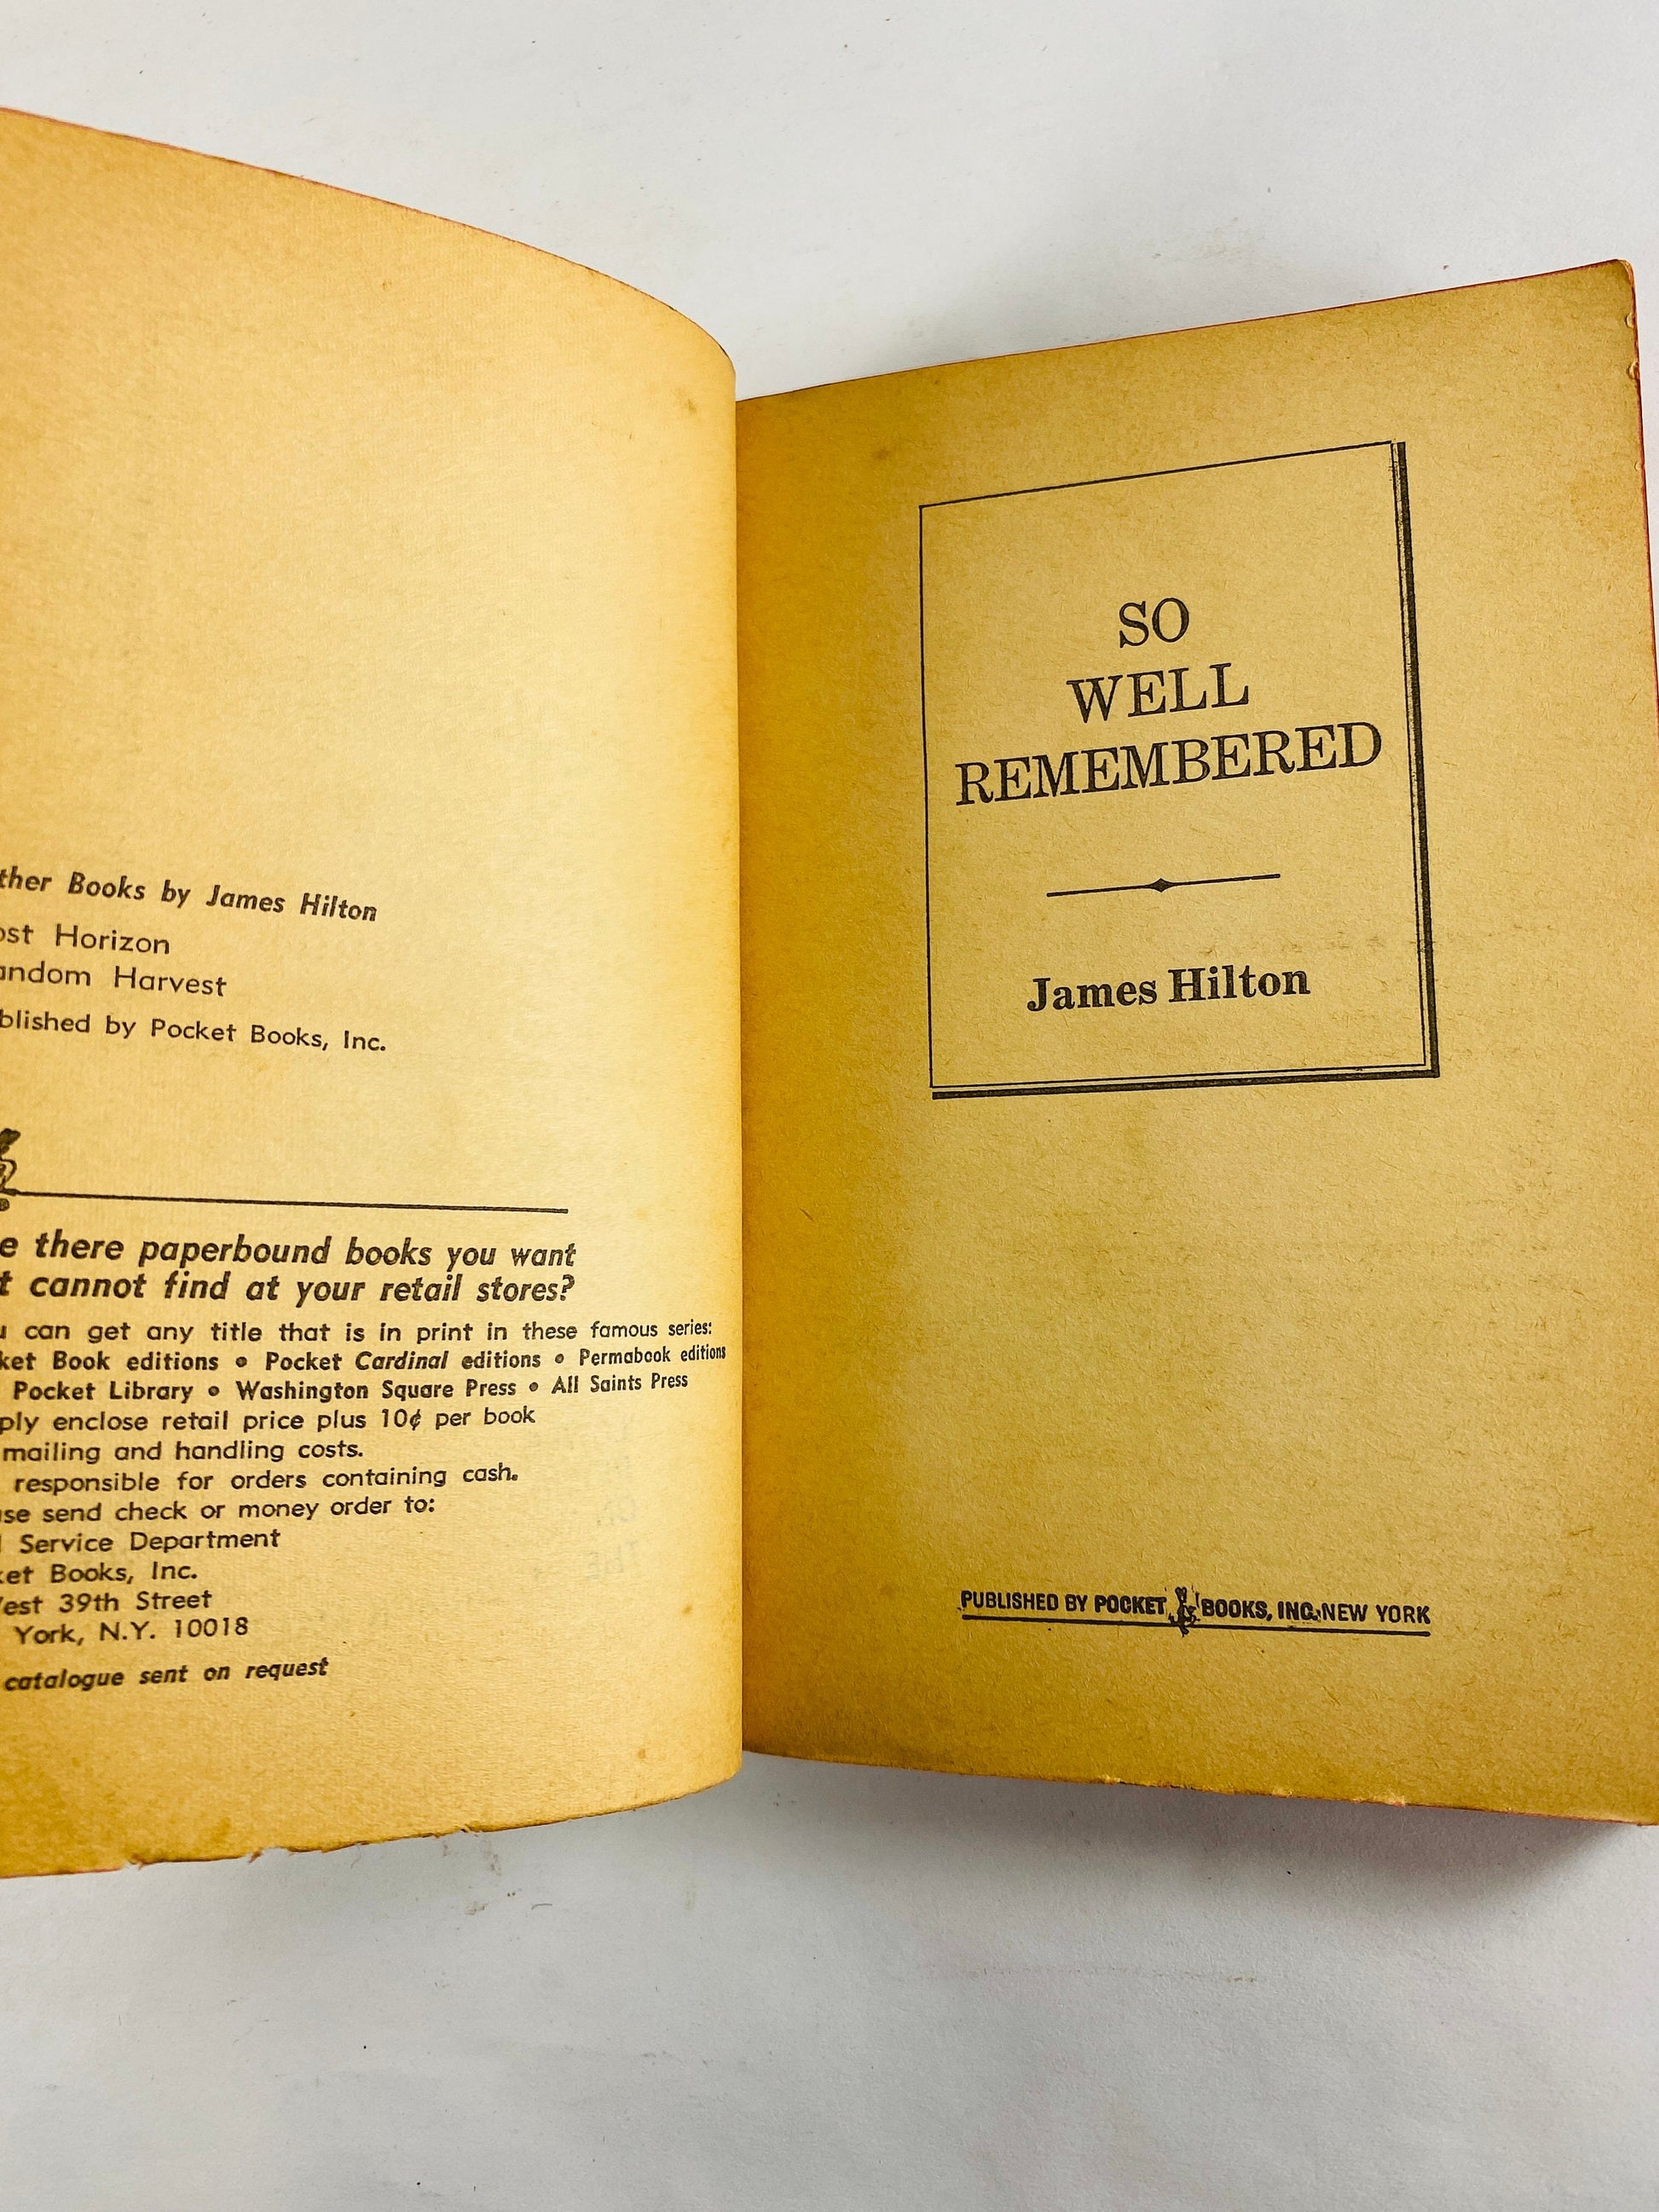 ther Books by James Hilton
ost Horizon
andom Harvest
blished by Pocket Books, Inc.
e there paperbound books you want
t cannot find at your retail stores?
u can get any title that is in print in these famous series:
ket Book editions • Pocket Cardinal editions • Permabook editions
Pocket Library • Washington Square Press • All Saints Press
ply enclose retail price plus 10¢ per book
mailing and handling costs.
responsible for orders containing cash.
se send check or money order to:
l Service Department
ket Books, Inc.
est 39th Street
York, N.Y. 10018
catalogue sent on request
SO
WELL
REMEMBERED
James Hilton
PUBLISHED BY POCKET BOOKS, INC. NEW YORK